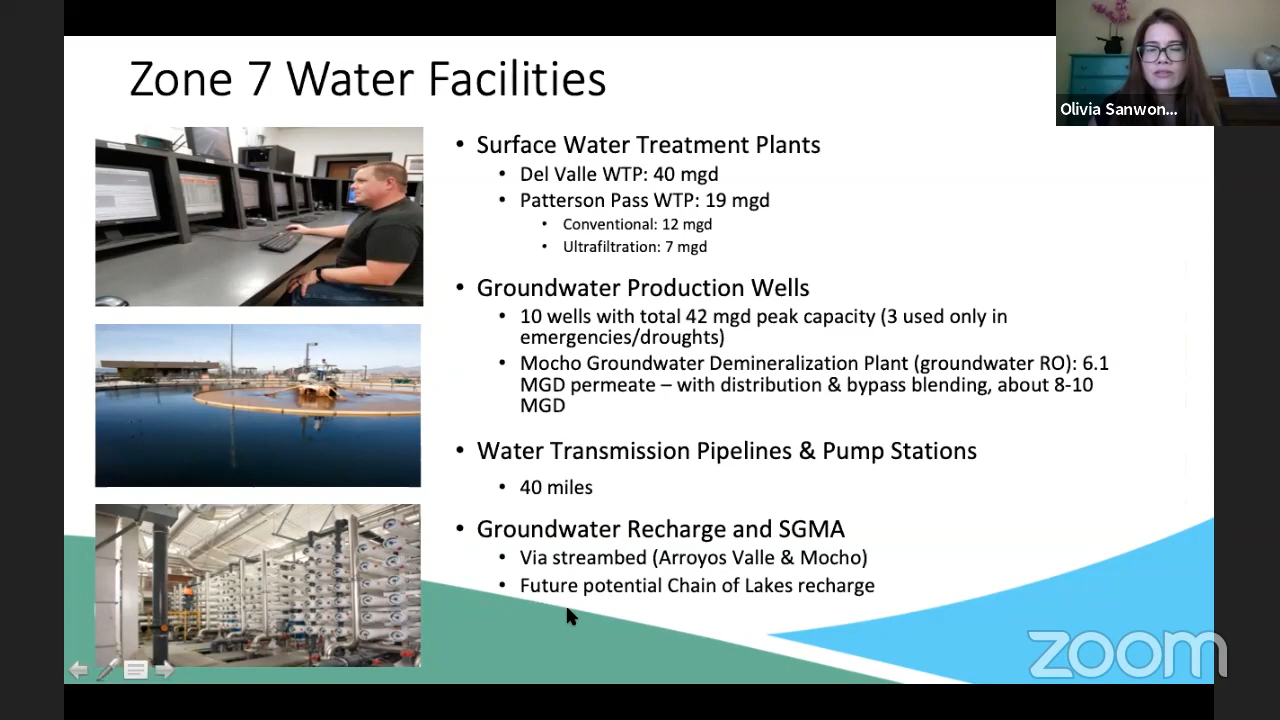 Zone 7 Water Facilities
Olivia Sanwon...
• Surface Water Treatment Plants
• Del Valle WTP: 40 mgd
• Patterson Pass WTP: 19 mgd
• Conventional: 12 mgd
• Ultrafiltration: 7 mgd
• Groundwater Production Wells
• 10 wells with total 42 mgd peak capacity (3 used only in
emergencies/droughts)
• Mocho Groundwater Demineralization Plant (groundwater RO): 6.1
MGD permeate – with distribution & bypass blending, about 8-10
MGD
• Water Transmission Pipelines & Pump Stations
• 40 miles
• Groundwater Recharge and SGMA
• Via streambed (Arroyos Valle & Mocho)
• Future potential Chain of Lakes recharge
zoom